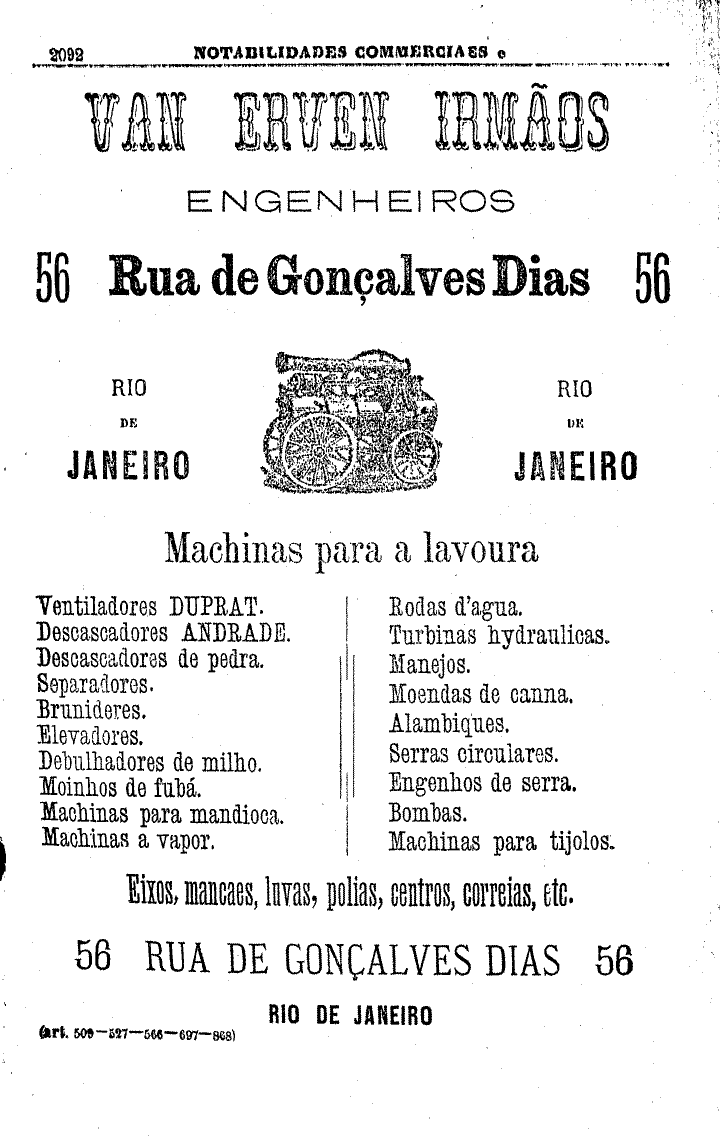 2092 NOTABILIDADES COMMERCIAES e
VAN ERVEN IRMÃOS
ENGENHEIROS
56 Rua de Gonçalves Dias 56
RIO
DE
JANEIRO
RIO
DE
JANEIRO
Machinas para a lavoura
Ventiladores DUPRAT.
Descascadores ANDRADE.
Descascadores de pedra.
Separadores.
Brunideres.
Elevadores.
Debulhadores de milho.
Moinhos de fubá.
Machinas para mandioca.
Machinas a vapor.
Rodas d'agua.
Turbinas hydraulicas.
Manejos.
Moendas de canna.
Alambiques.
Serras circulares.
Engenhos de serra.
Bombas.
Machinas para tijolos.
Eixos, mancaes, luvas, polias, centros, correias, etc.
56 RUA DE GONÇALVES DIAS 56
RIO DE JANEIRO
(art. 509—527—566—697—868)